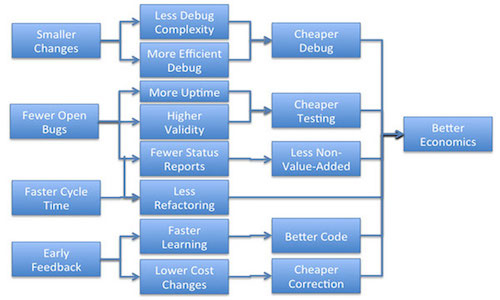 Smaller
Changes
Less Debug
Complexity
More Efficient
Debug
Cheaper
Debug
Fewer Open
Bugs
More Uptime
Higher
Validity
Cheaper
Testing
Fewer Status
Reports
Less Non-
Value-Added
Better
Economics
Faster Cycle
Time
Less
Refactoring
Early
Feedback
Faster
Learning
Better Code
Lower Cost
Changes
Cheaper
Correction